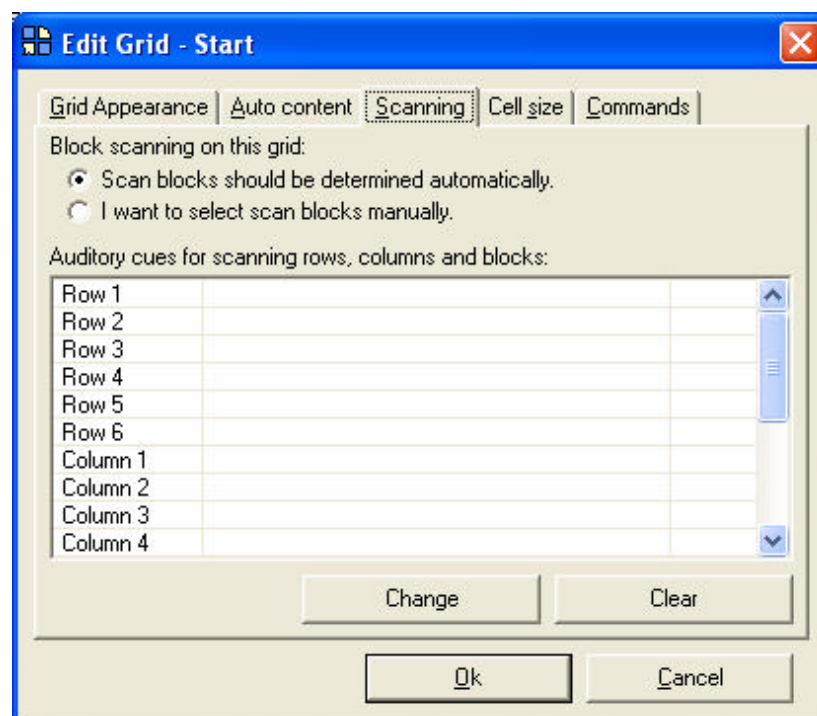 Edit Grid - Start
Grid Appearance Auto content Scanning Cell size Commands
Block scanning on this grid:
Scan blocks should be determined automatically.
I want to select scan blocks manually.
Auditory cues for scanning rows, columns and blocks:
Row 1
Row 2
Row 3
Row 4
Row 5
Row 6
Column 1
Column 2
Column 3
Column 4
Change Clear
Ok Cancel